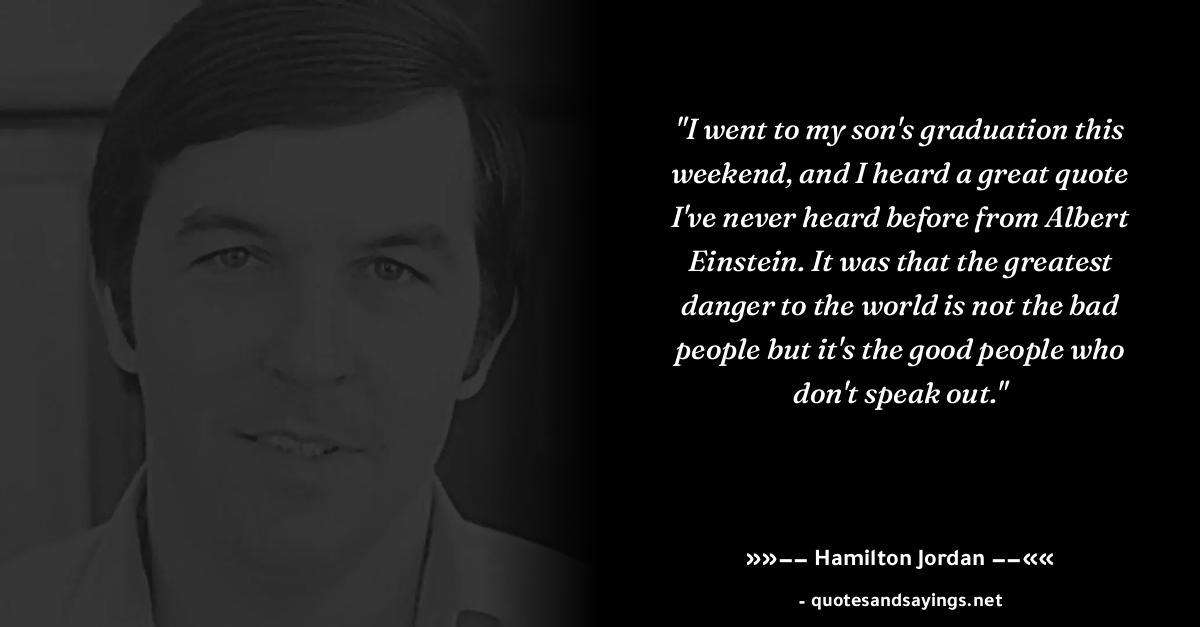 "I went to my son's graduation this
weekend, and I heard a great quote
I've never heard before from Albert
Einstein. It was that the greatest
danger to the world is not the bad
people but it's the good people who
don't speak out."
»»−− Hamilton Jordan −−««
- quotesandsayings.net